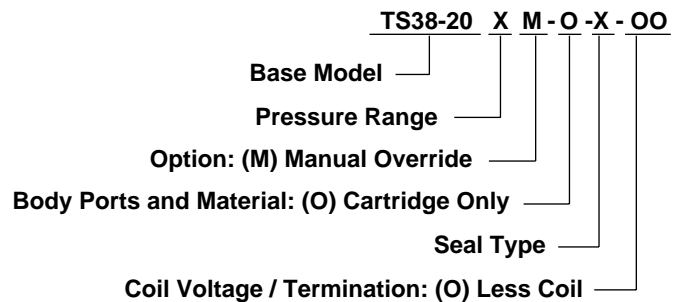 TS38-20 X M - O - X - OO
Base Model
Pressure Range
Option: (M) Manual Override
Body Ports and Material: (O) Cartridge Only
Seal Type
Coil Voltage / Termination: (O) Less Coil